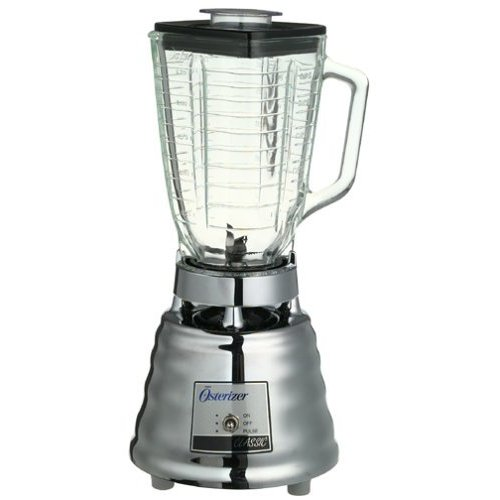 Osterizer
ON
OFF
PULSE
CLASSIC